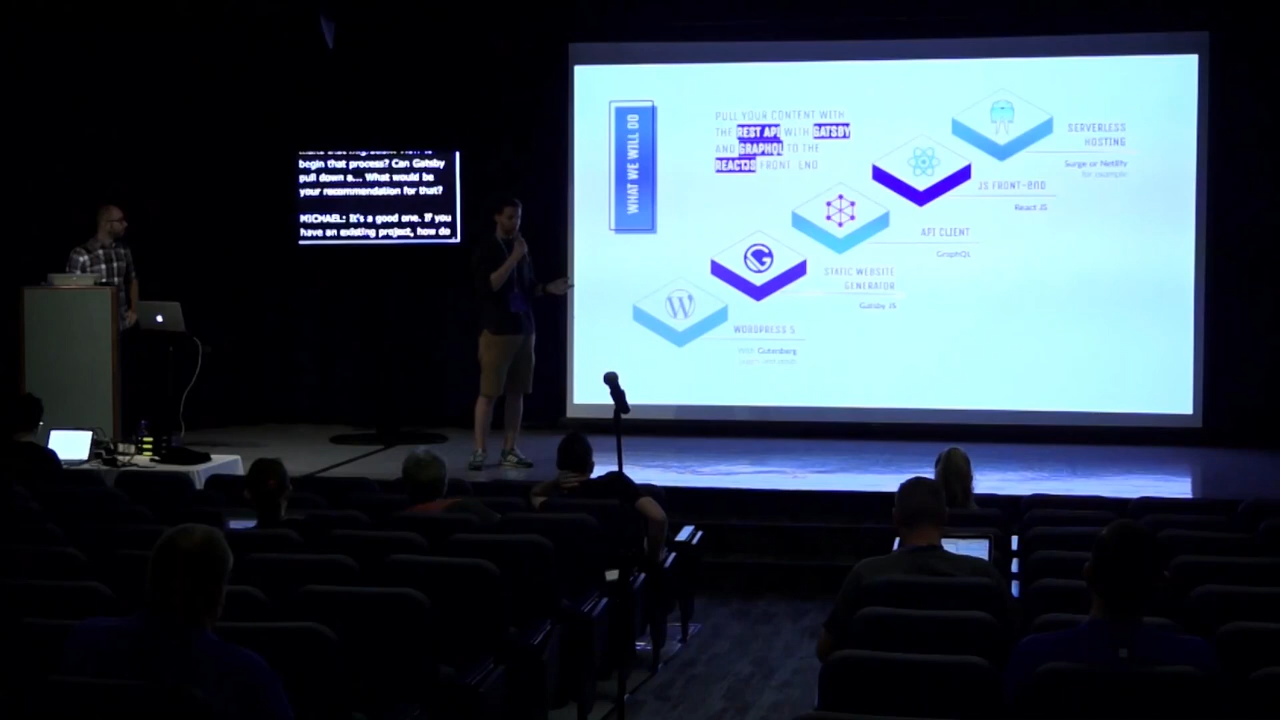 begin that process? Can Gatsby
pull down a... What would be
your recommendation for that?
MICHAEL: It's a good one. If you
have an existing project, how do
WHAT WE WILL DO
PULL YOUR CONTENT WITH
THE REST API WITH GATSBY
AND GRAPHQL TO THE
REACTJS FRONT-END
SERVERLESS
HOSTING
Surge or Netlify
for example
JS FRONT-END
React JS
API CLIENT
GraphQL
STATIC WEBSITE
GENERATOR
Gatsby JS
WORDPRESS 5
With Gutenberg